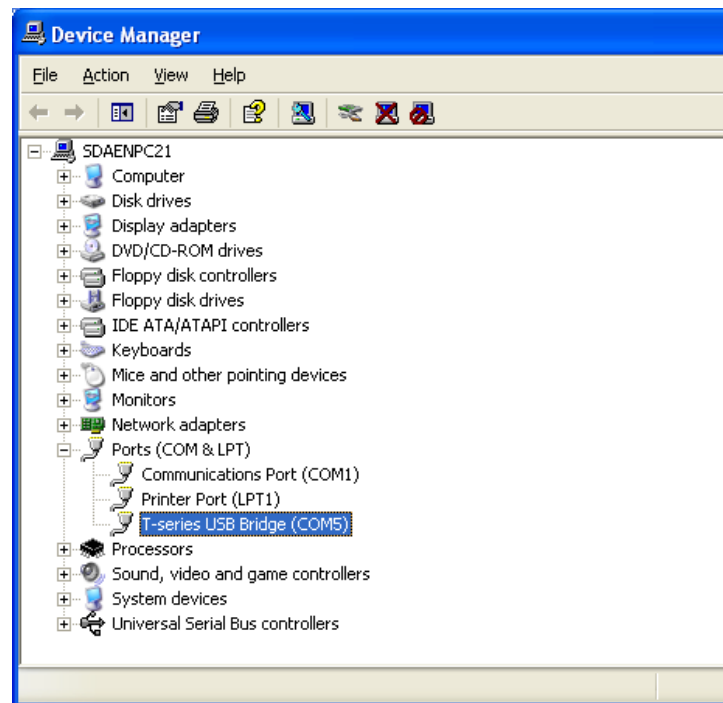 Device Manager
File Action View Help
SDAENPC21
Computer
Disk drives
Display adapters
DVD/CD-ROM drives
Floppy disk controllers
Floppy disk drives
IDE ATA/ATAPI controllers
Keyboards
Mice and other pointing devices
Monitors
Network adapters
Ports (COM & LPT)
Communications Port (COM1)
Printer Port (LPT1)
T-series USB Bridge (COM5)
Processors
Sound, video and game controllers
System devices
Universal Serial Bus controllers